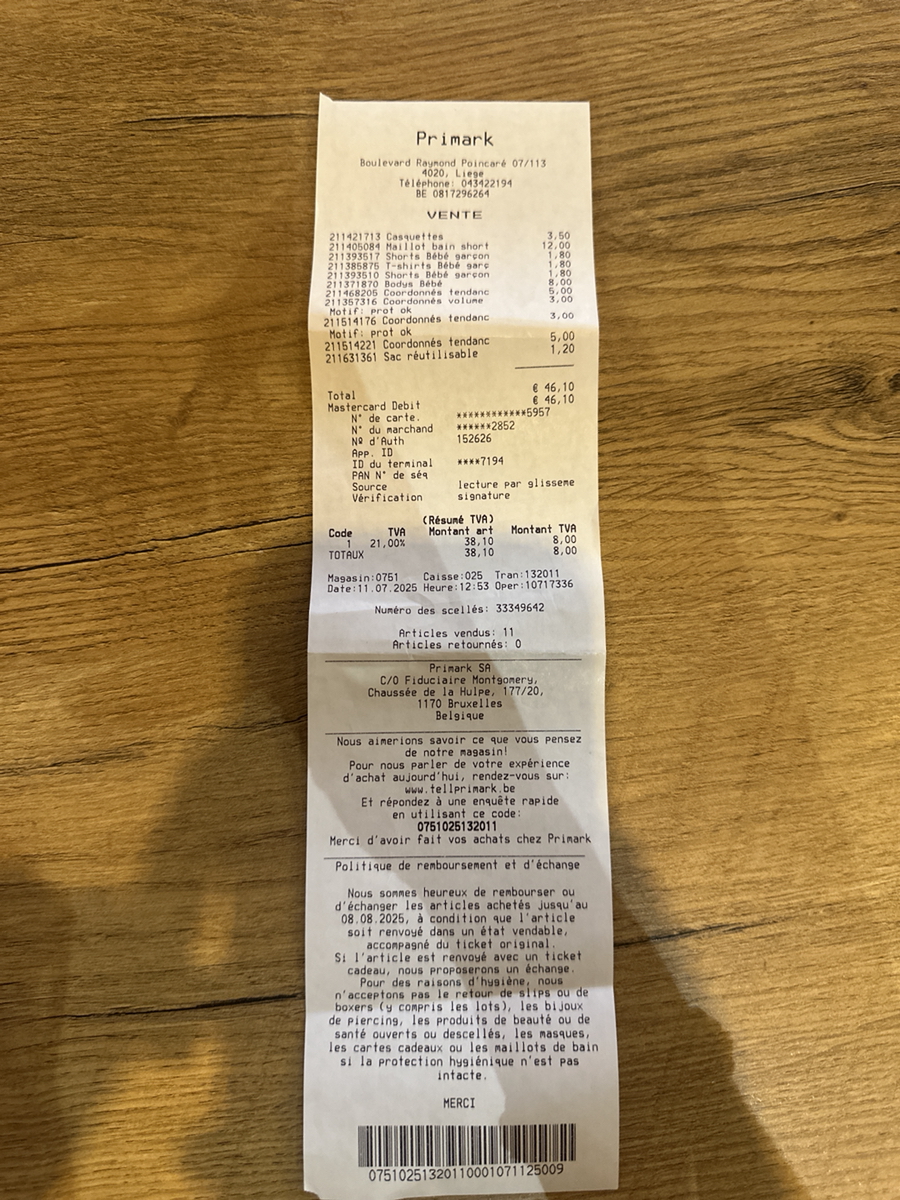 Primark
Boulevard Raymond Poincaré 07/113
4020, Liege
Téléphone: 043422194
BE 0817296264
VENTE
211421713 Casquettes 3,50
211405084 Maillot bain short 12,00
211393517 Shorts Bébé garçon 1,80
211385875 T-shirts Bébé garç 1,80
211393510 Shorts Bébé garçon 1,80
211371870 Bodys Bébé 8,00
211468205 Coordonnés tendanc 5,00
211357316 Coordonnés volume 3,00
Motif: prot ok
211514176 Coordonnés tendanc 3,00
Motif: prot ok
211514221 Coordonnés tendanc 5,00
211631361 Sac réutilisable 1,20
Total € 46,10
Mastercard Debit € 46,10
N° de carte. ************5957
N° du marchand ******2852
Nº d'Auth 152626
App. ID
ID du terminal ****7194
PAN N° de séq
Source lecture par glisseme
Vérification signature
(Résumé TVA)
Code TVA Montant art Montant TVA
1 21,00% 38,10 8,00
TOTAUX 38,10 8,00
Magasin:0751 Caisse:025 Tran:132011
Date:11.07.2025 Heure:12:53 Oper:10717336
Numéro des scellés: 33349642
Articles vendus: 11
Articles retournés: 0
Primark SA
C/O Fiduciaire Montgomery,
Chaussée de la Hulpe, 177/20,
1170 Bruxelles
Belgique
Nous aimerions savoir ce que vous pensez
de notre magasin!
Pour nous parler de votre expérience
d'achat aujourd'hui, rendez-vous sur:
www.tellprimark.be
Et répondez à une enquête rapide
en utilisant ce code:
0751025132011
Merci d'avoir fait vos achats chez Primark
Politique de remboursement et d'échange
Nous sommes heureux de rembourser ou
d'échanger les articles achetés jusqu'au
08.08.2025, à condition que l'article
soit renvoyé dans un état vendable,
accompagné du ticket original.
Si l'article est renvoyé avec un ticket
cadeau, nous proposerons un échange.
Pour des raisons d'hygiène, nous
n'acceptons pas le retour de slips ou de
boxers (y compris les lots), les bijoux
de piercing, les produits de beauté ou de
santé ouverts ou descellés, les masques,
les cartes cadeaux ou les maillots de bain
si la protection hygiénique n'est pas
intacte.
MERCI
07510251320110001071125009